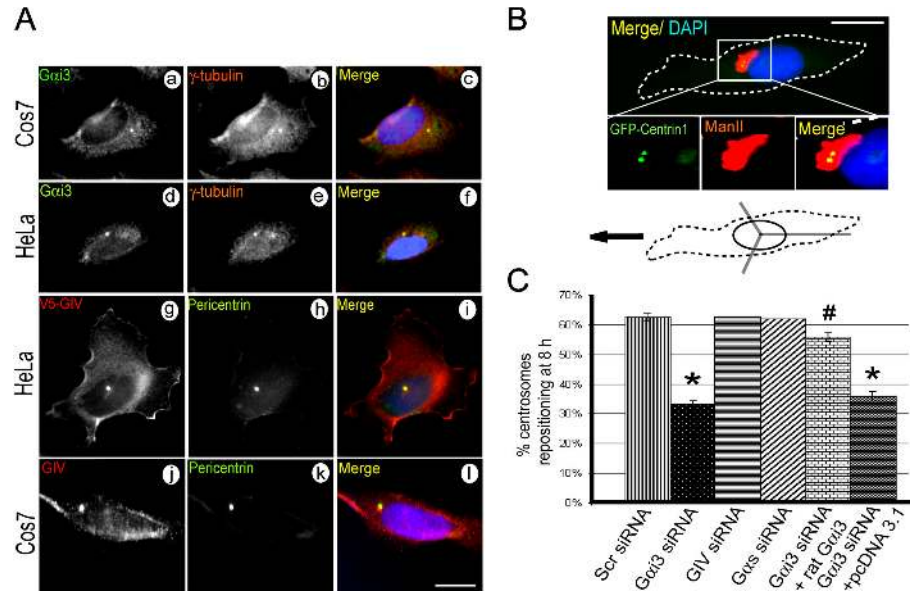 A
Gαi3 a γ-tubulin b Merge c
Cos7
d Gαi3 e γ-tubulin f Merge
HeLa
V5-GIV g Pericentrin h Merge i
HeLa
GIV j Pericentrin k Merge l
Cos7
B
Merge/ DAPI
GFP-Centrin1 ManII Merge
C
% centrosomes
repositioning at 8 h
70%
60%
50%
40%
30%
20%
10%
0%
*
#
*
Scr siRNA
Gαi3 siRNA
GIV siRNA
Gαs siRNA
Gαi3 siRNA
+ rat Gαi3
Gαi3 siRNA
+pcDNA 3.1